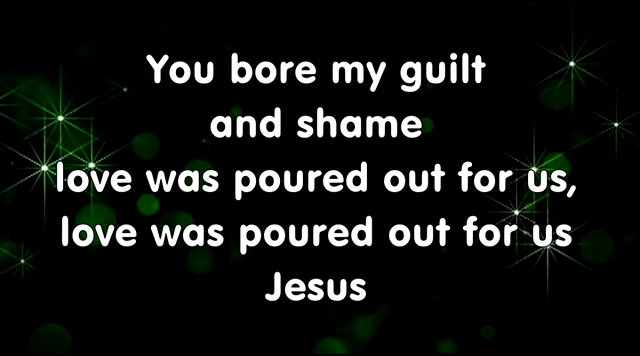 You bore my guilt
and shame
love was poured out for us,
love was poured out for us
Jesus